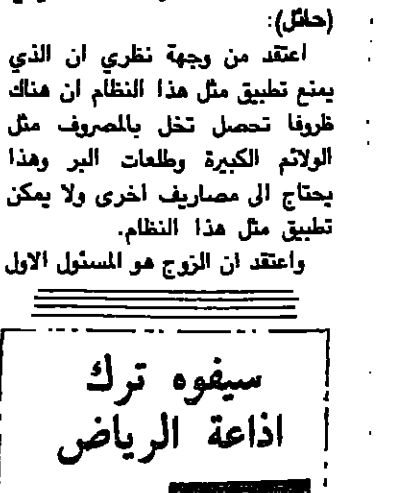 (حائل):
اعتقد من وجهة نظري ان الذي
يمنع تطبيق مثل هذا النظام ان هناك
ظروفا تحصل تخل بالمصروف مثل
الولائم الكبيرة وطلعات البر وهذا
يحتاج الى مصاريف اخرى ولا يمكن
تطبيق مثل هذا النظام.
واعتقد ان الزوج هو المسئول الاول
سيفوه ترك
اذاعة الرياض